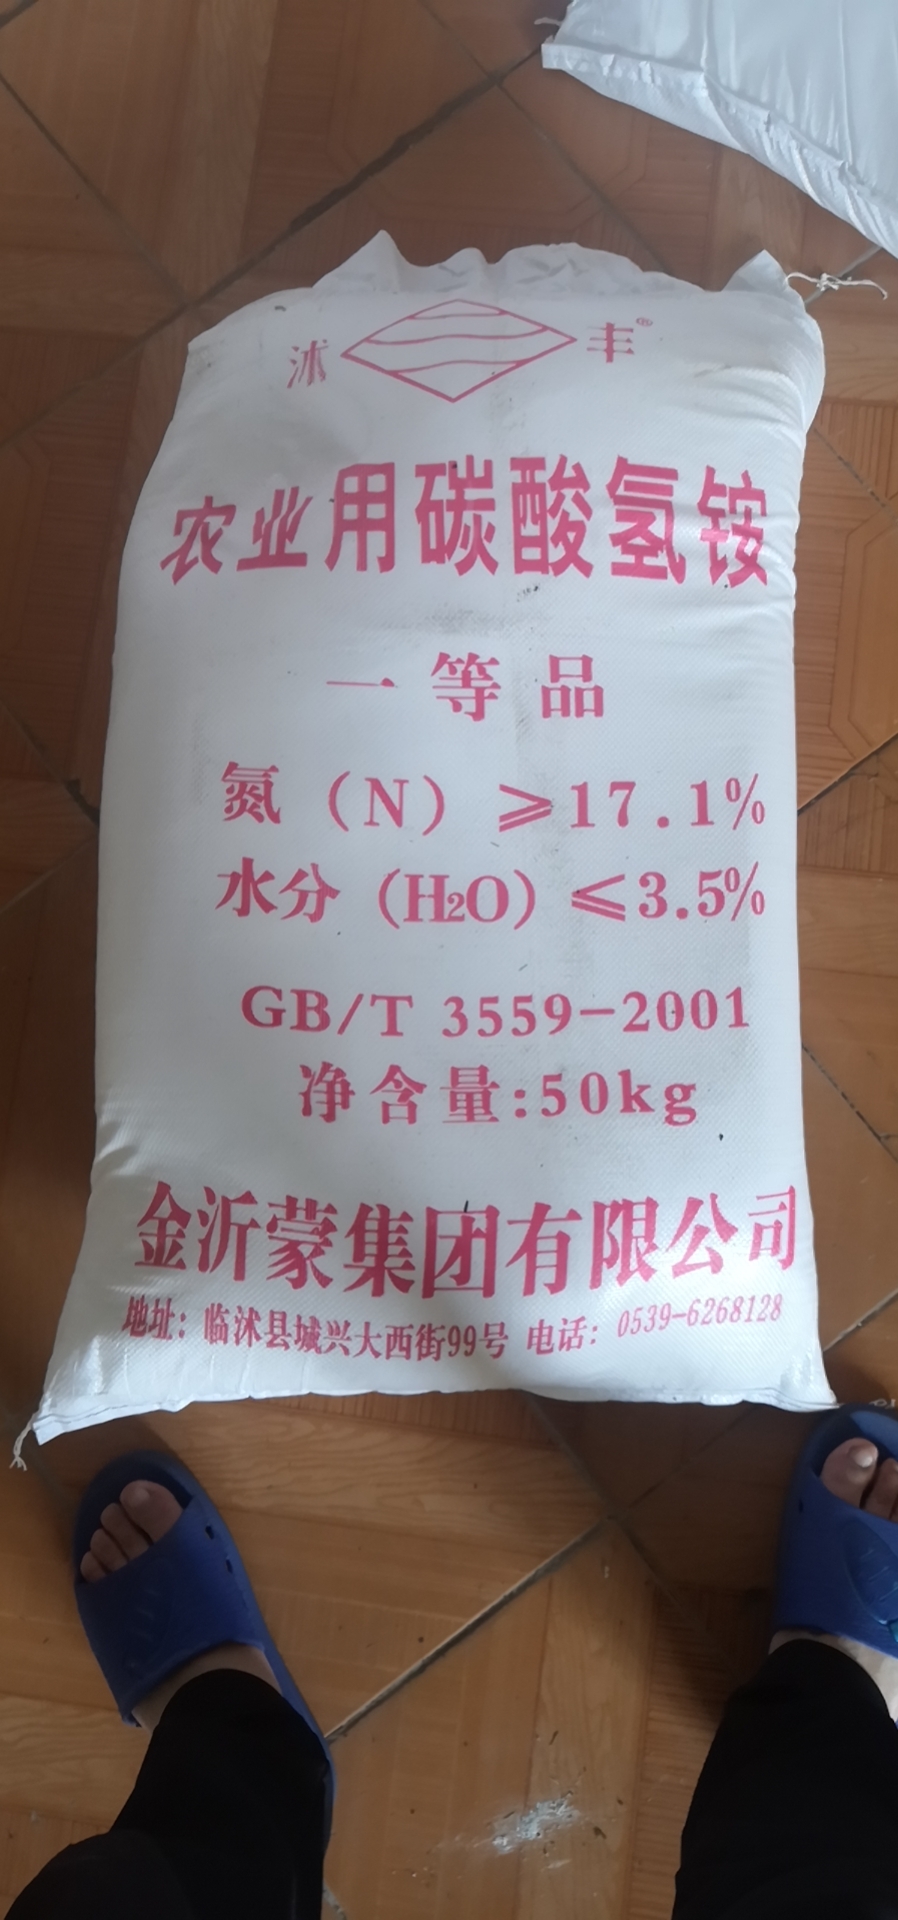 沭 丰®
农业用碳酸氢铵
一等品
氮（N）≥17.1%
水分（H₂O）≤3.5%
GB/T 3559-2001
净含量:50kg
金沂蒙集团有限公司
地址：临沭县城兴大西街99号 电话：0539-6268128